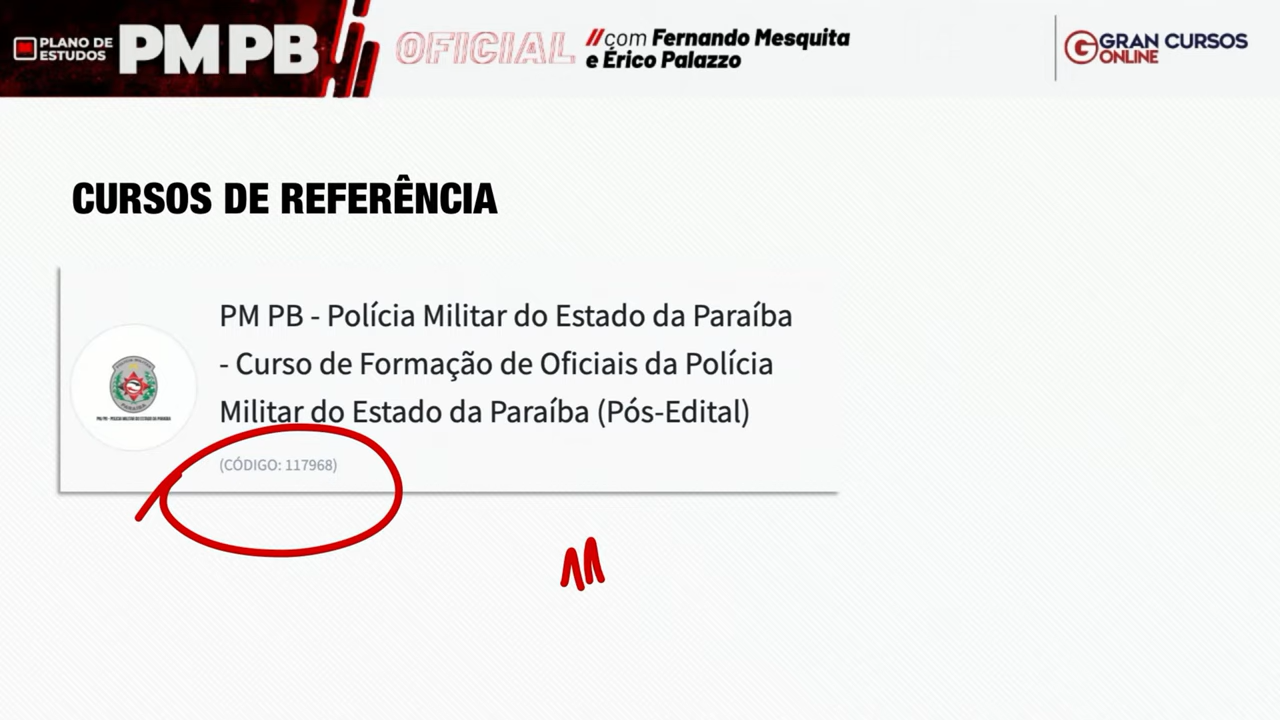 PLANO DE
ESTUDOS
PM PB
OFICIAL
//com Fernando Mesquita
e Érico Palazzo
GRAN CURSOS
ONLINE
CURSOS DE REFERÊNCIA
PM PB - Polícia Militar do Estado da Paraíba
- Curso de Formação de Oficiais da Polícia
Militar do Estado da Paraíba (Pós-Edital)
(CÓDIGO: 117968)
11